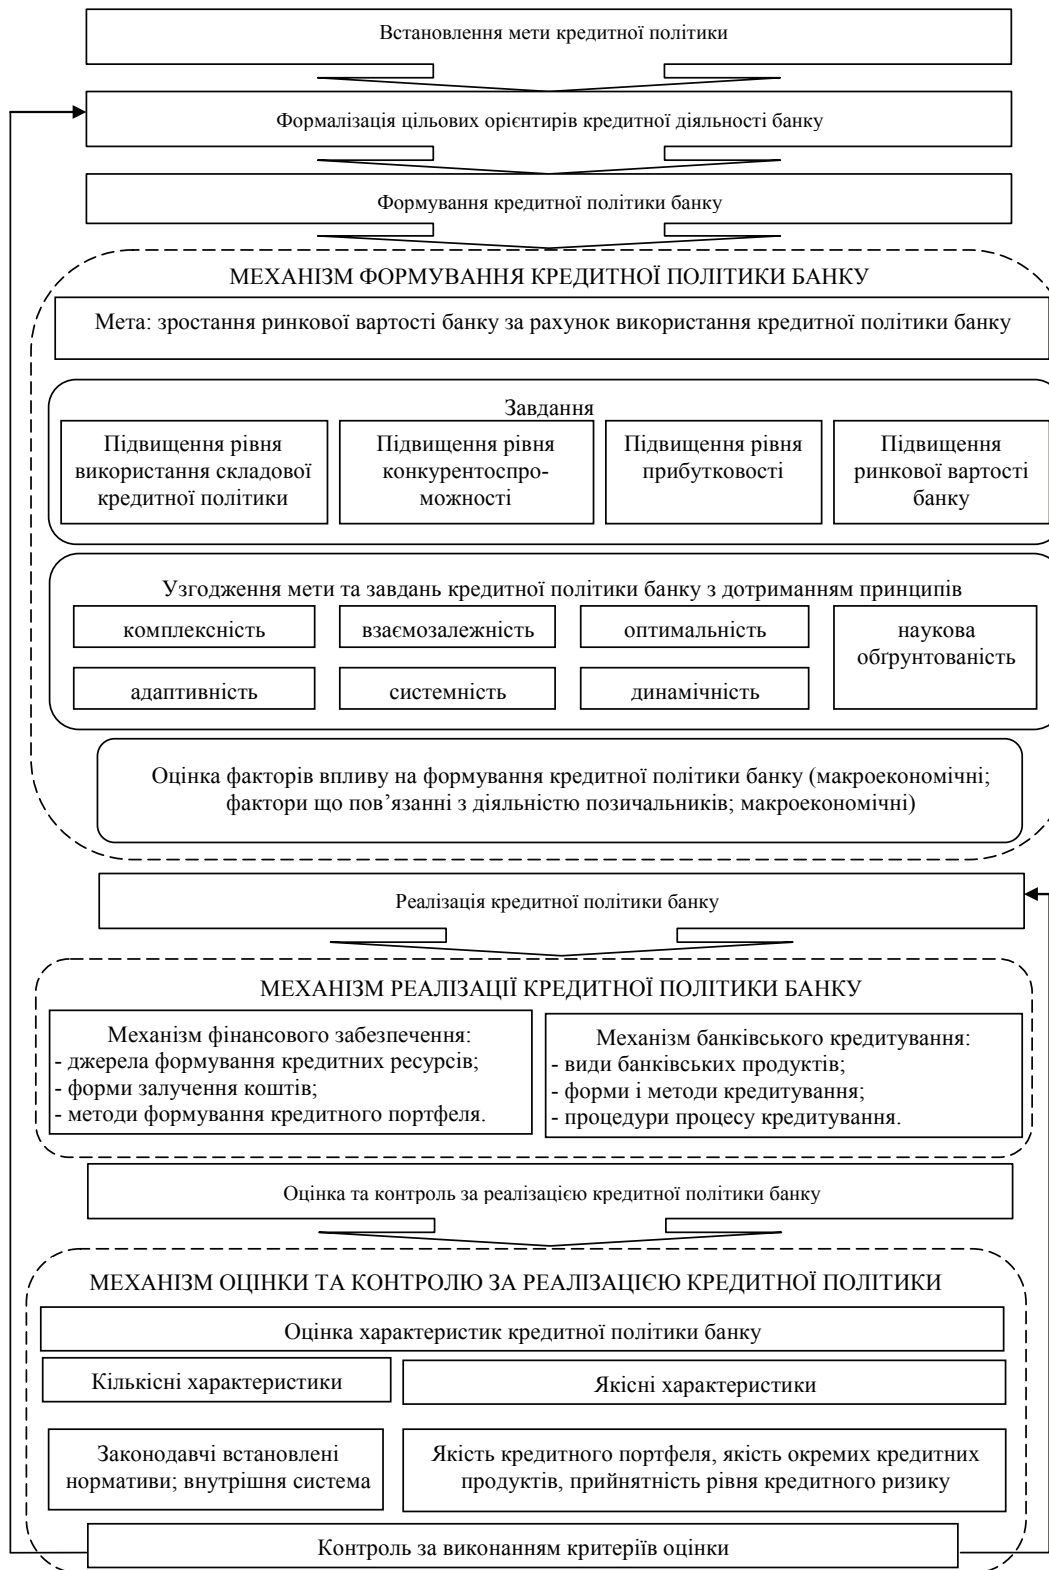 Встановлення мети кредитної політики
Формалізація цільових орієнтирів кредитної діяльності банку
Формування кредитної політики банку
МЕХАНІЗМ ФОРМУВАННЯ КРЕДИТНОЇ ПОЛІТИКИ БАНКУ
Мета: зростання ринкової вартості банку за рахунок використання кредитної політики банку
Завдання
Підвищення рівня
використання складової
кредитної політики
Підвищення рівня
конкурентоспро-
можності
Підвищення рівня
прибутковості
Підвищення
ринкової вартості
банку
Узгодження мети та завдань кредитної політики банку з дотриманням принципів
комплексність
взаємозалежність
оптимальність
наукова
обґрунтованість
адаптивність
системність
динамічність
Оцінка факторів впливу на формування кредитної політики банку (макроекономічні;
фактори що пов’язанні з діяльністю позичальників; макроекономічні)
Реалізація кредитної політики банку
МЕХАНІЗМ РЕАЛІЗАЦІЇ КРЕДИТНОЇ ПОЛІТИКИ БАНКУ
Механізм фінансового забезпечення:
- джерела формування кредитних ресурсів;
- форми залучення коштів;
- методи формування кредитного портфеля.
Механізм банківського кредитування:
- види банківських продуктів;
- форми і методи кредитування;
- процедури процесу кредитування.
Оцінка та контроль за реалізацією кредитної політики банку
МЕХАНІЗМ ОЦІНКИ ТА КОНТРОЛЮ ЗА РЕАЛІЗАЦІЄЮ КРЕДИТНОЇ ПОЛІТИКИ
Оцінка характеристик кредитної політики банку
Кількісні характеристики
Якісні характеристики
Законодавчі встановлені
нормативи; внутрішня система
Якість кредитного портфеля, якість окремих кредитних
продуктів, прийнятність рівня кредитного ризику
Контроль за виконанням критеріїв оцінки